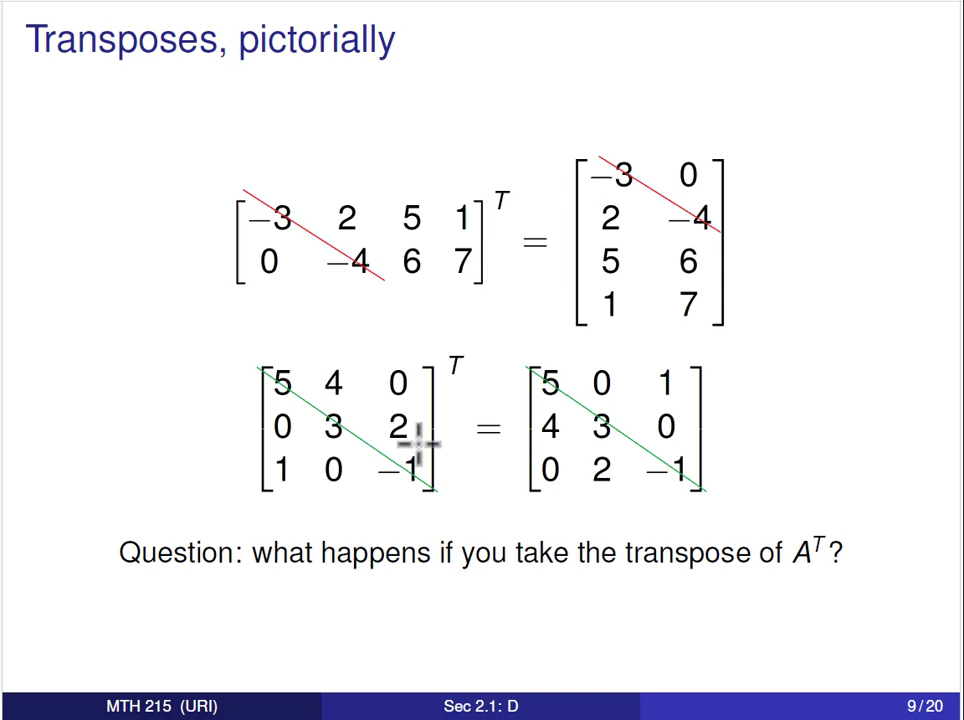 Transposes, pictorially
[−3 2 5 1]ᵀ [−3 0]
[0 −4 6 7] = [2 −4]
[5 6]
[1 7]
[5 4 0]ᵀ [5 0 1]
[0 3 2] = [4 3 0]
[1 0 −1] [0 2 −1]
Question: what happens if you take the transpose of Aᵀ?
MTH 215 (URI) Sec 2.1: D 9 / 20